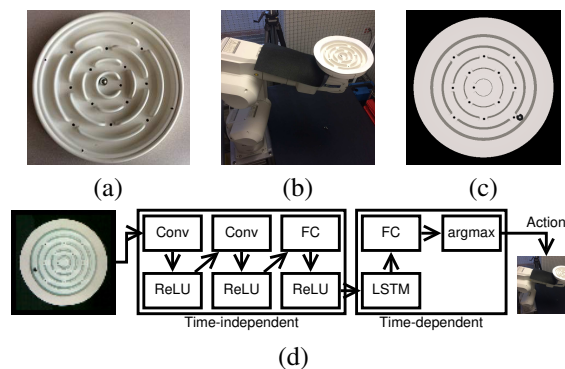 (a) (b) (c)
Conv Conv FC FC argmax Action
ReLU ReLU ReLU LSTM
Time-independent Time-dependent
(d)